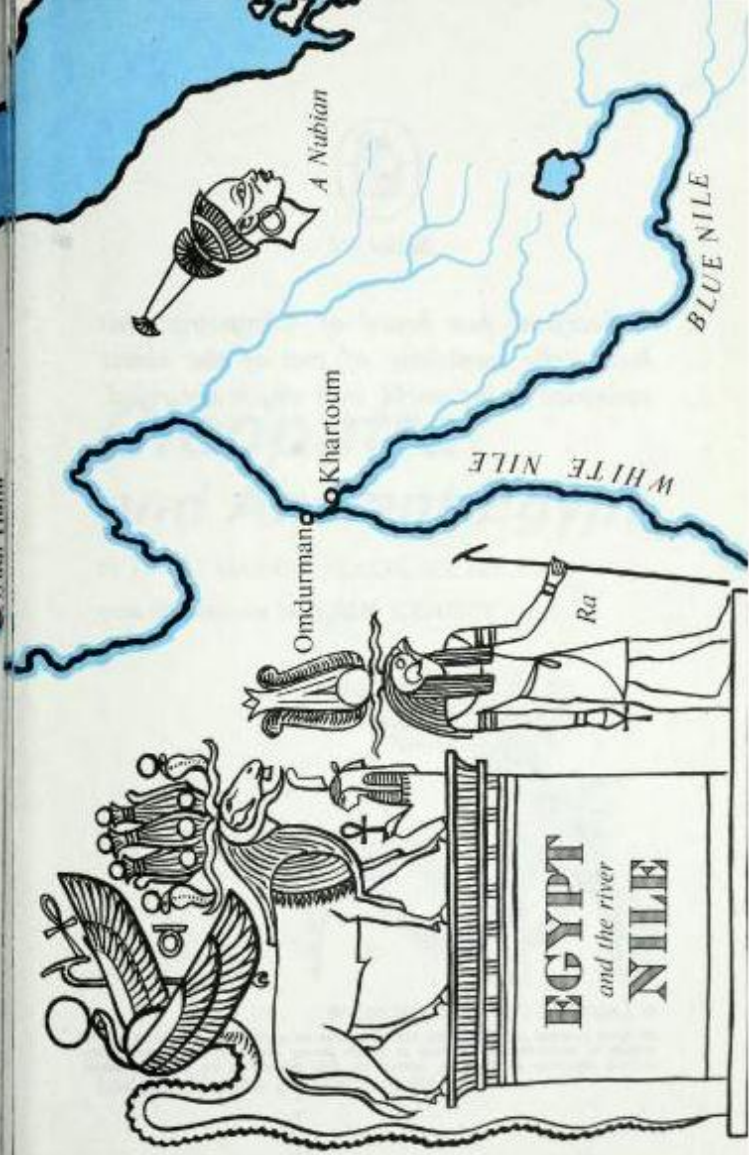 A Nubian
BLUE NILE
Khartoum
Omdurman
WHITE NILE
Ra
EGYPT
and the river
NILE